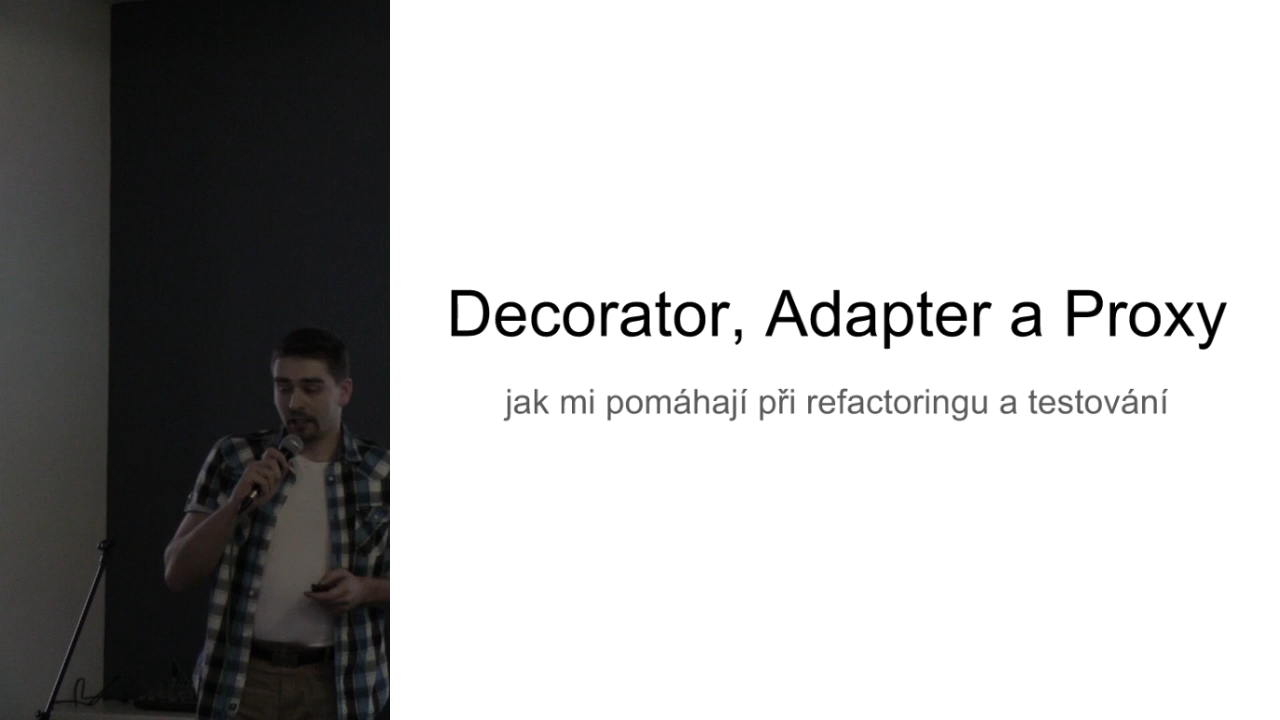 Decorator, Adapter a Proxy
jak mi pomáhají při refactoringu a testování